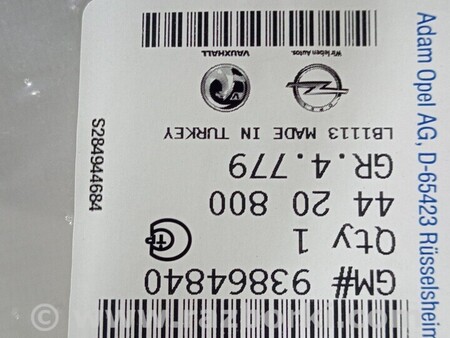 GM# 93864840
Qty 1
44 20 800
GR.4.779
LB1113 MADE IN TURKEY
VAUXHALL
Wir leben Autos.
S284944684
Adam Opel AG, D-65423 Rüsselsheim